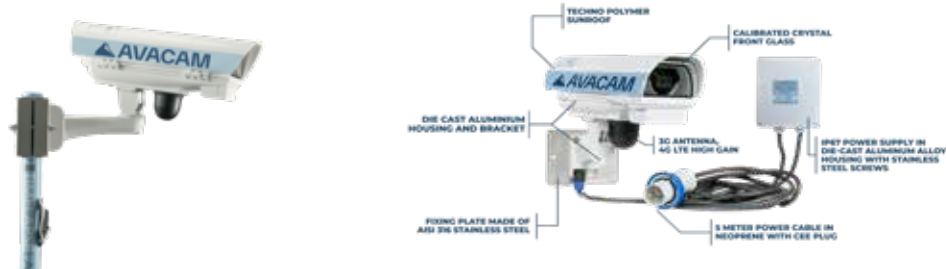 AVACAM
TECHNO POLYMER
SUNROOF
CALIBRATED CRYSTAL
FRONT GLASS
AVACAM
DIE CAST ALUMINIUM
HOUSING AND BRACKET
3G ANTENNA,
4G LTE HIGH GAIN
IP67 POWER SUPPLY IN
DIE-CAST ALUMINUM ALLOY
HOUSING WITH STAINLESS
STEEL SCREWS
FIXING PLATE MADE OF
AISI 316 STAINLESS STEEL
5 METER POWER CABLE IN
NEOPRENE WITH CEE PLUG